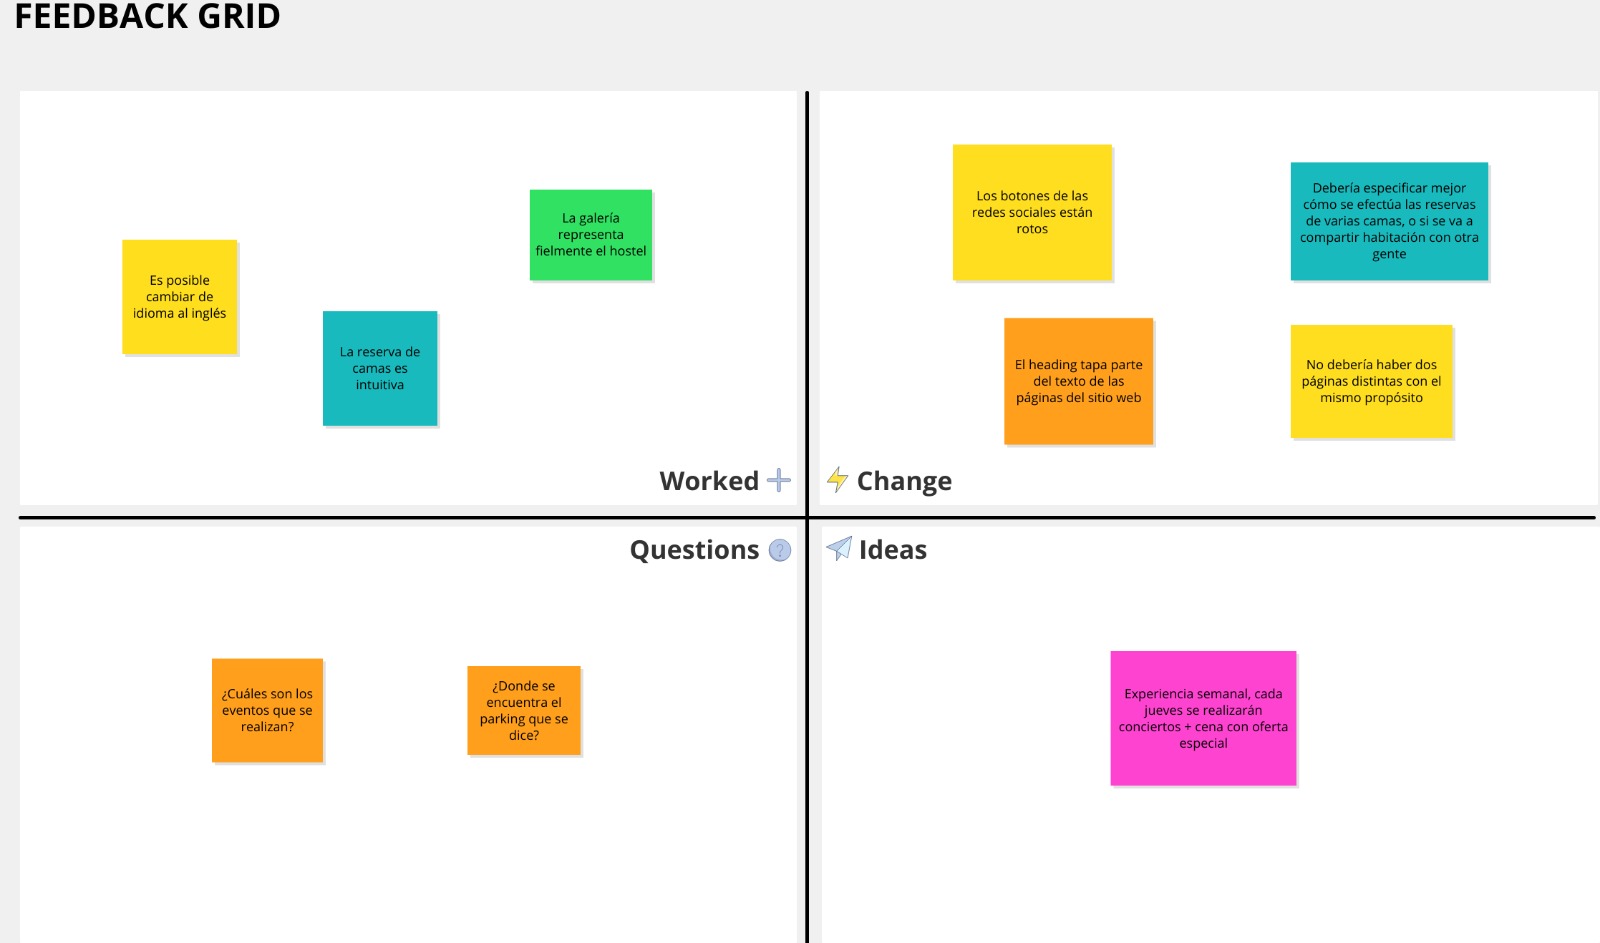 FEEDBACK GRID
Es posible
cambiar de
idioma al inglés
La reserva de
camas es
intuitiva
La galería
representa
fielmente el hostel
Worked
Los botones de las
redes sociales están
rotos
Debería especificar mejor
cómo se efectúa las reservas
de varias camas, o si se va a
compartir habitación con otra
gente
El heading tapa parte
del texto de las
páginas del sitio web
No debería haber dos
páginas distintas con el
mismo propósito
Change
Questions ?
¿Cuáles son los
eventos que se
realizan?
¿Donde se
encuentra el
parking que se
dice?
Ideas
Experiencia semanal, cada
jueves se realizarán
conciertos + cena con oferta
especial